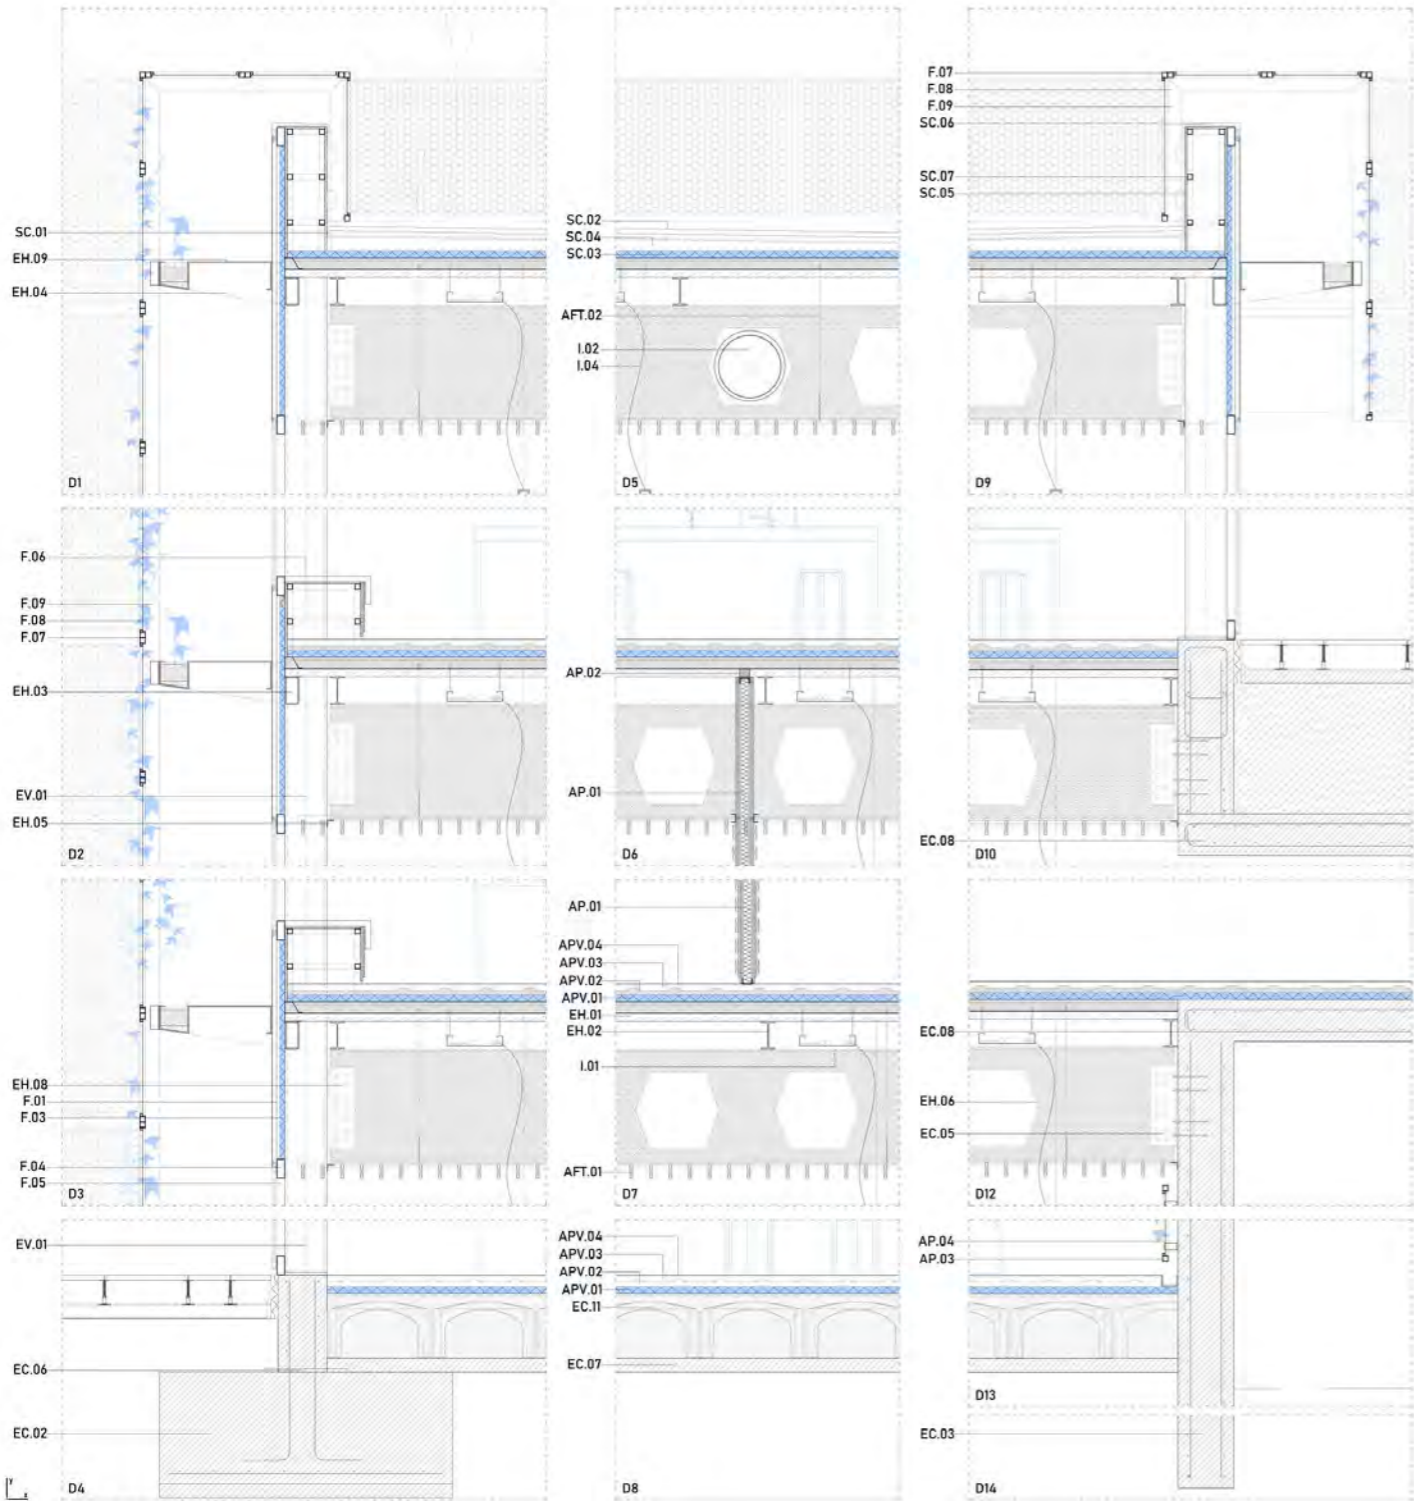 SC.01
EH.09
EH.04
D1
SC.02
SC.04
SC.03
AFT.02
I.02
I.04
D5
F.07
F.08
F.09
SC.06
SC.07
SC.05
D9
F.06
F.09
F.08
F.07
EH.03
EV.01
EH.05
D2
AP.02
AP.01
D6
EC.08
D10
EH.08
F.01
F.03
F.04
F.05
D3
AP.01
APV.04
APV.03
APV.02
APV.01
EH.01
EH.02
I.01
AFT.01
D7
EC.08
EH.06
EC.05
D12
EV.01
EC.06
EC.02
D4
APV.04
APV.03
APV.02
APV.01
EC.11
EC.07
D8
AP.04
AP.03
D13
EC.03
D14
y
x